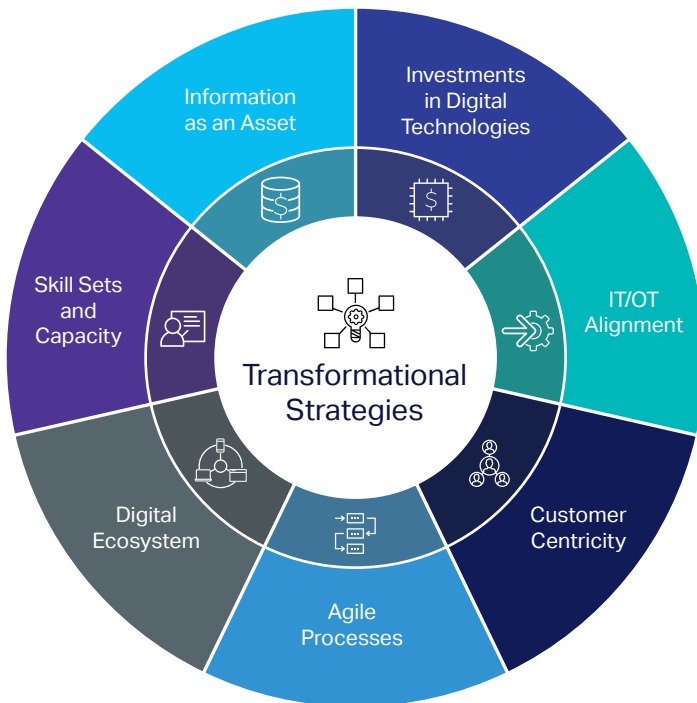 Information
as an Asset
Investments
in Digital
Technologies
IT/OT
Alignment
Customer
Centricity
Agile
Processes
Digital
Ecosystem
Skill Sets
and
Capacity
$
$
Transformational
Strategies